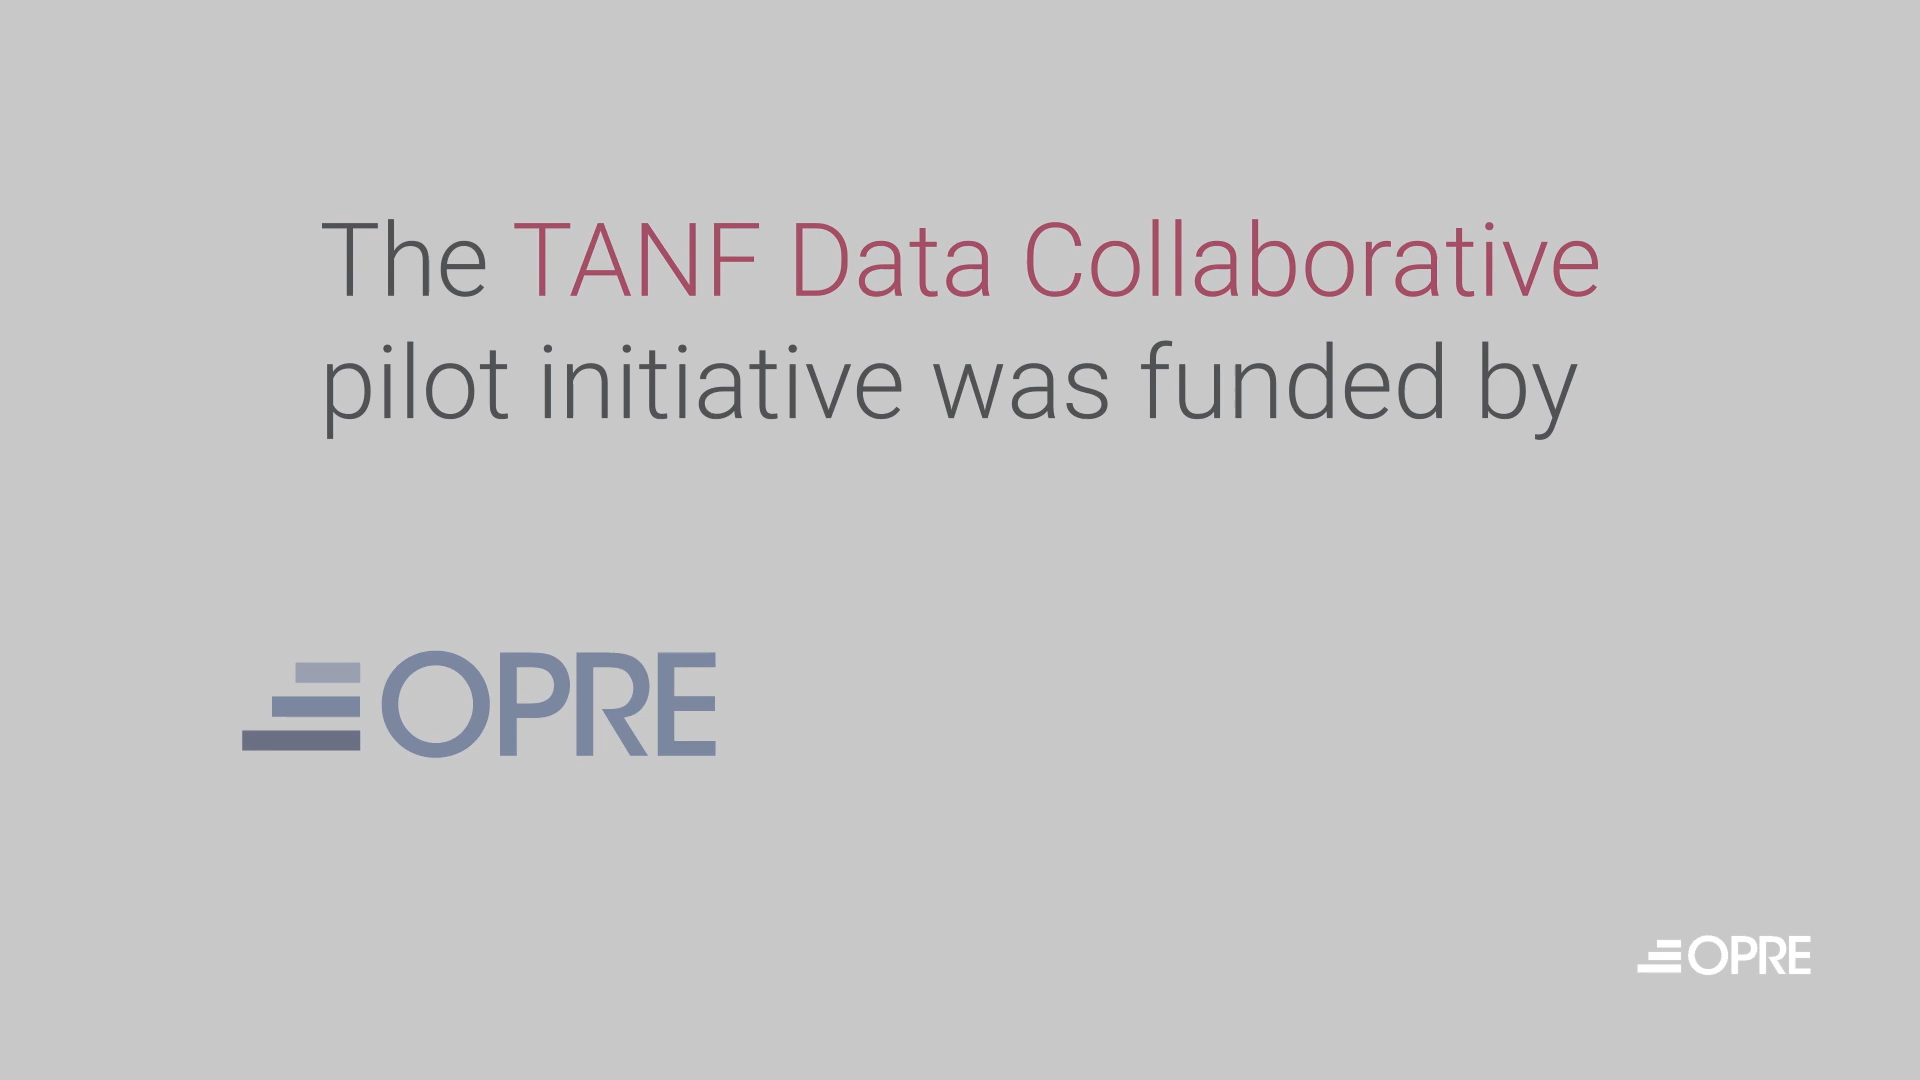 The TANF Data Collaborative
pilot initiative was funded by
OPRE
OPRE